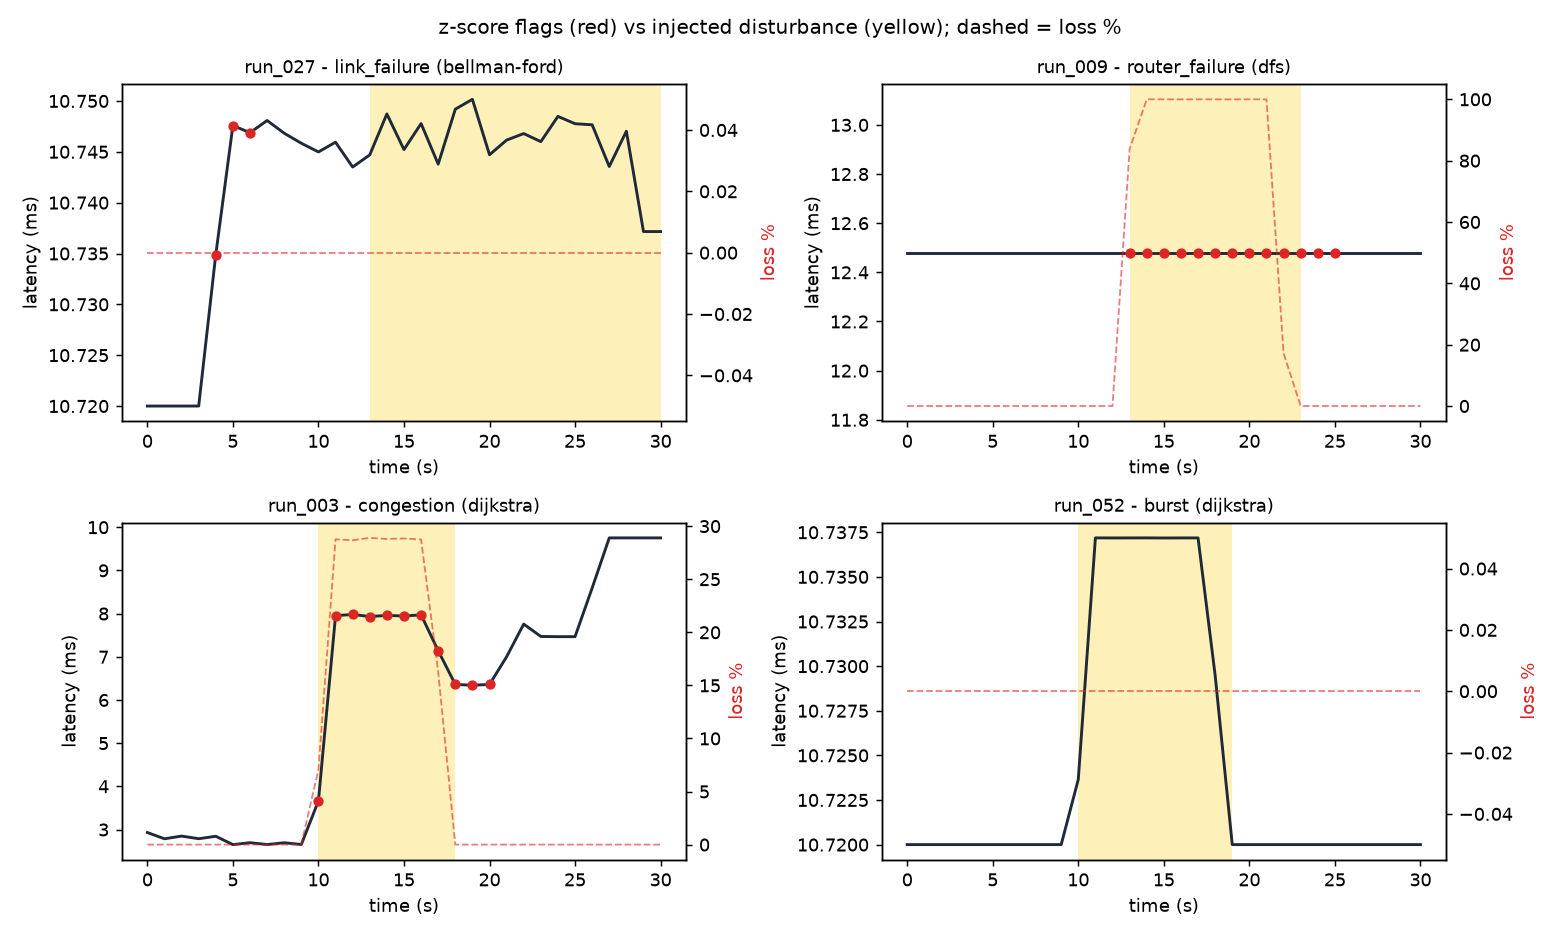 z-score flags (red) vs injected disturbance (yellow); dashed = loss %
run_027 - link_failure (bellman-ford)
10.750
10.745
10.740
10.735
10.730
10.725
10.720
latency (ms)
0.04
0.02
0.00
−0.02
−0.04
loss %
0 5 10 15 20 25 30
time (s)
run_009 - router_failure (dfs)
13.0
12.8
12.6
12.4
12.2
12.0
11.8
latency (ms)
100
80
60
40
20
0
loss %
0 5 10 15 20 25 30
time (s)
run_003 - congestion (dijkstra)
10
9
8
7
6
5
4
3
latency (ms)
30
25
20
15
10
5
0
loss %
0 5 10 15 20 25 30
time (s)
run_052 - burst (dijkstra)
10.7375
10.7350
10.7325
10.7300
10.7275
10.7250
10.7225
10.7200
latency (ms)
0.04
0.02
0.00
−0.02
−0.04
loss %
0 5 10 15 20 25 30
time (s)